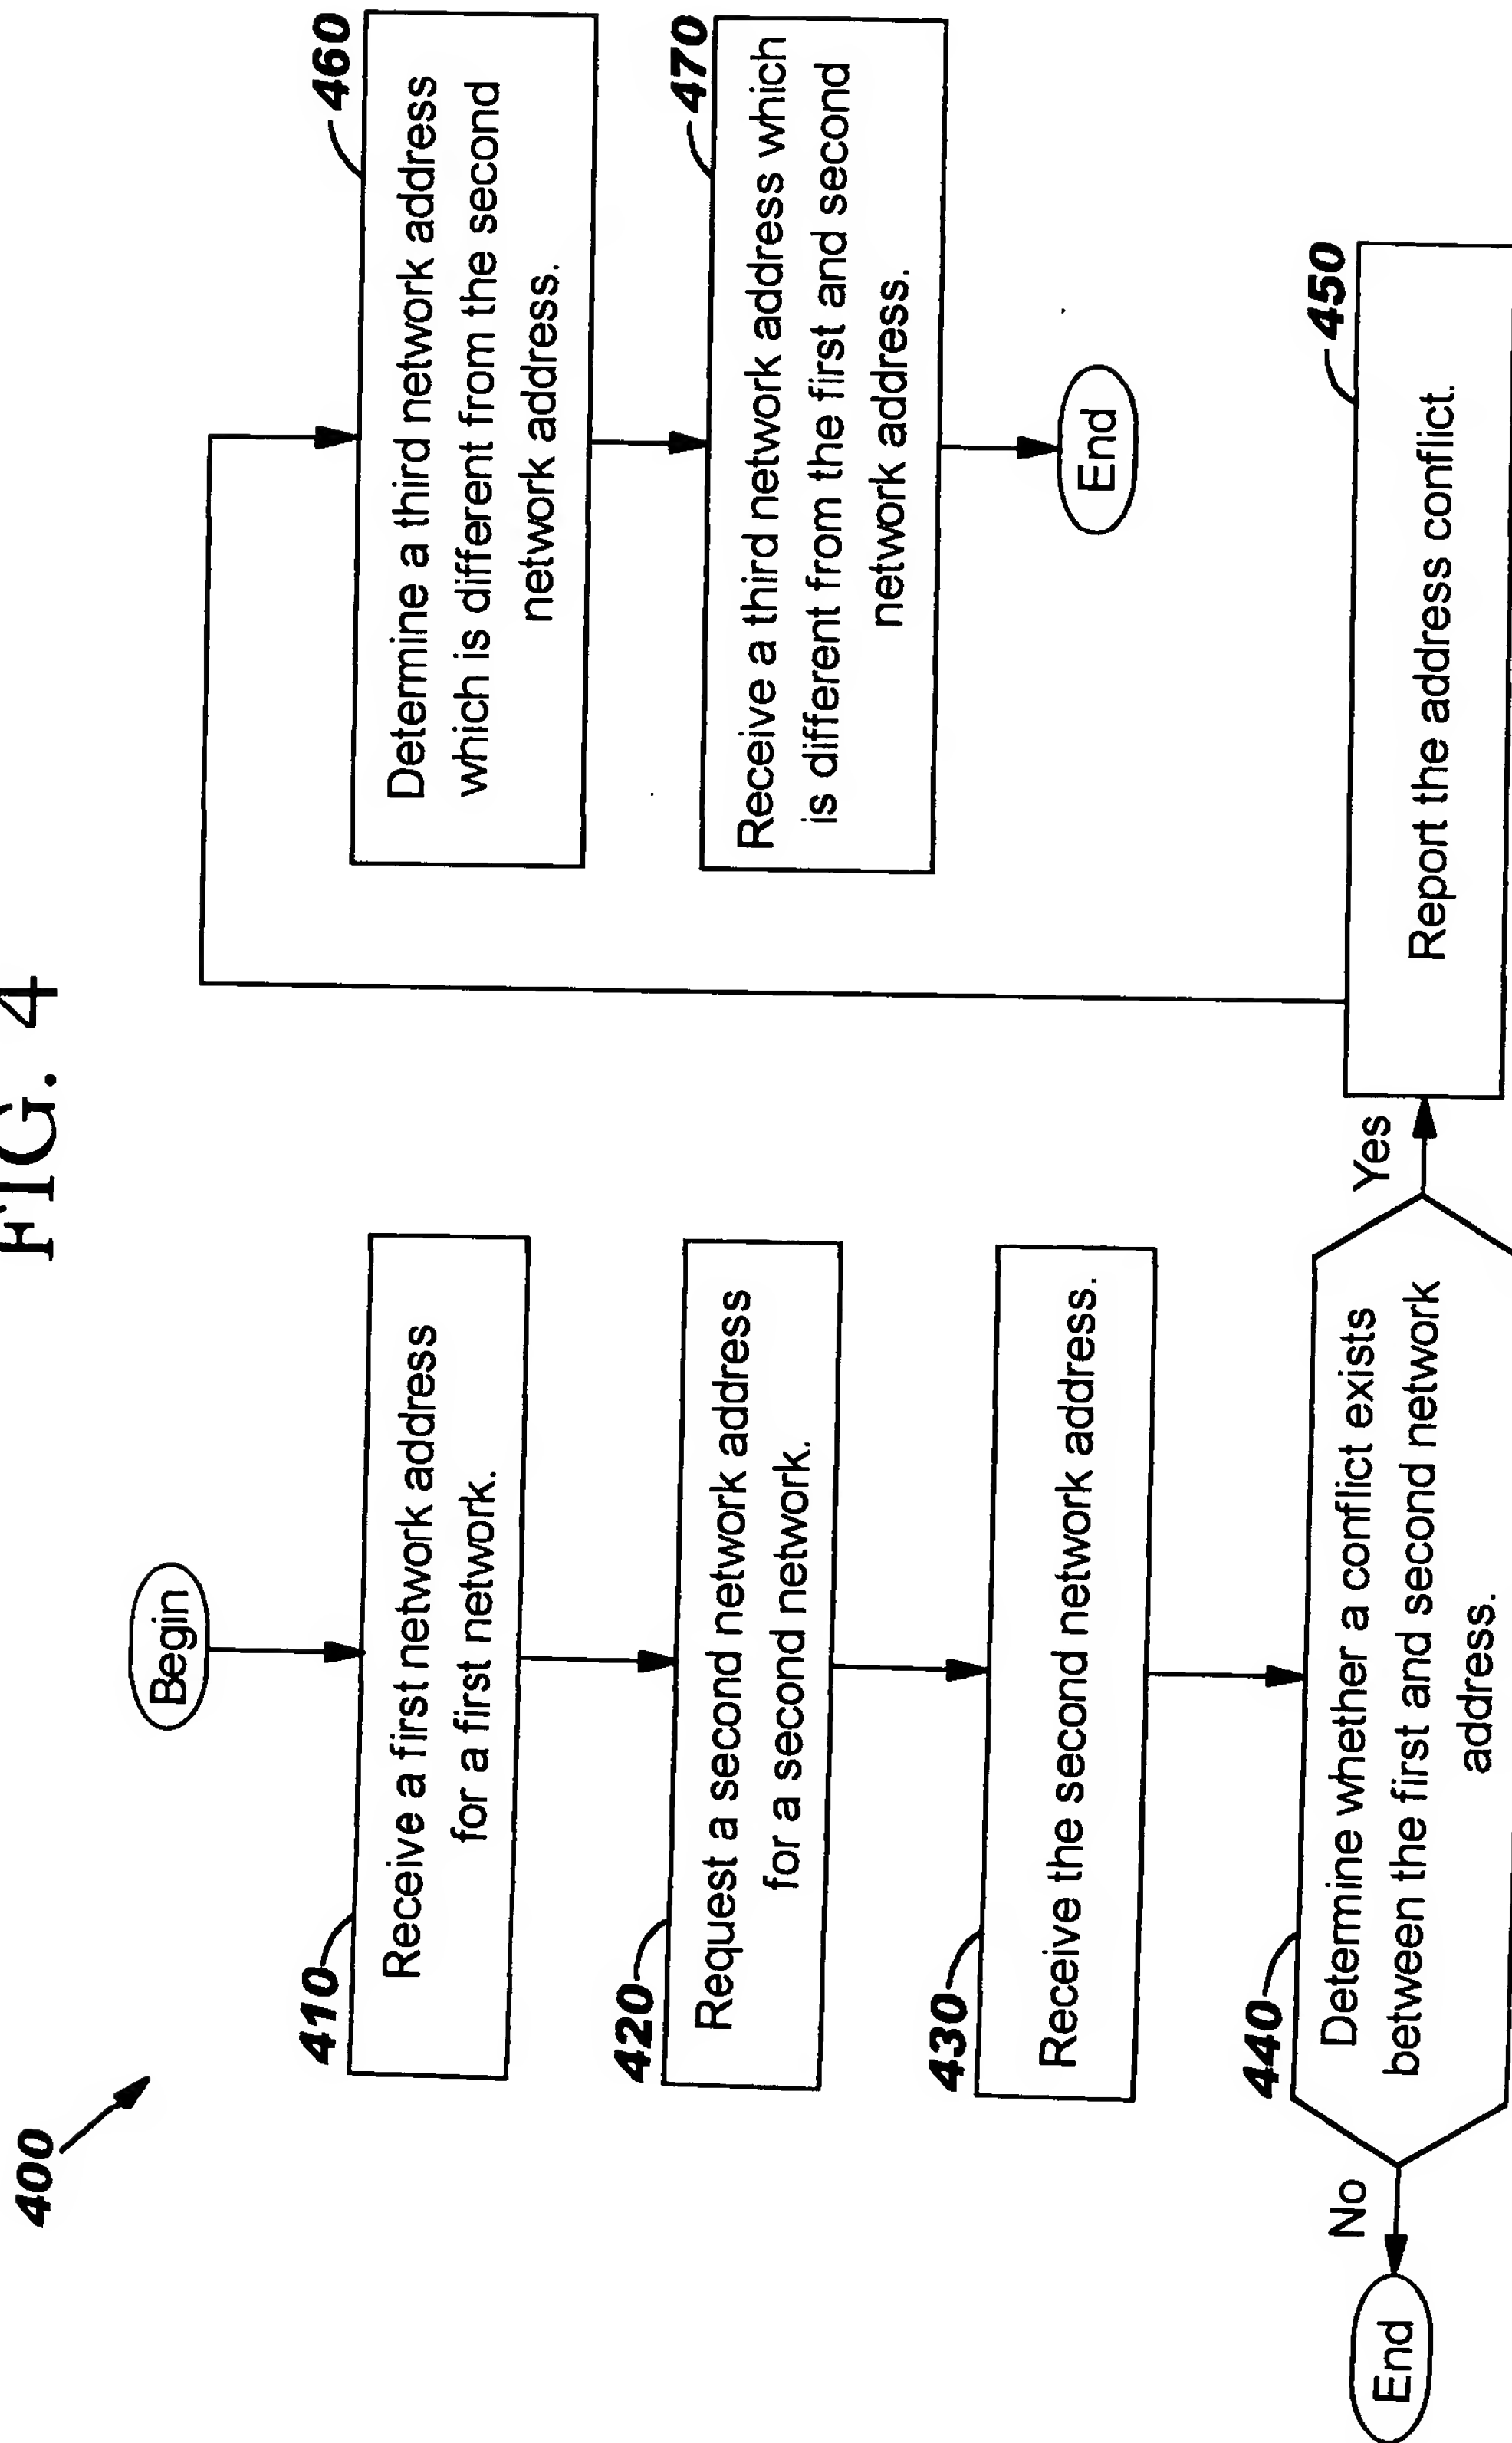 FIG. 4
400
Begin
410
Receive a first network address
for a first network.
420
Request a second network address
for a second network.
430
Receive the second network address.
440
Determine whether a conflict exists
between the first and second network
address.
No
End
Yes
450
Report the address conflict.
460
Determine a third network address
which is different from the second
network address.
470
Receive a third network address which
is different from the first and second
network address.
End